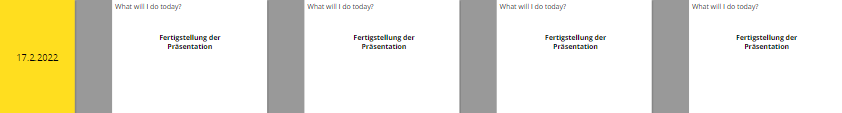 What will I do today?
What will I do today?
What will I do today?
What will I do today?
Fertigstellung der
Präsentation
Fertigstellung der
Präsentation
Fertigstellung der
Präsentation
Fertigstellung der
Präsentation
17.2.2022